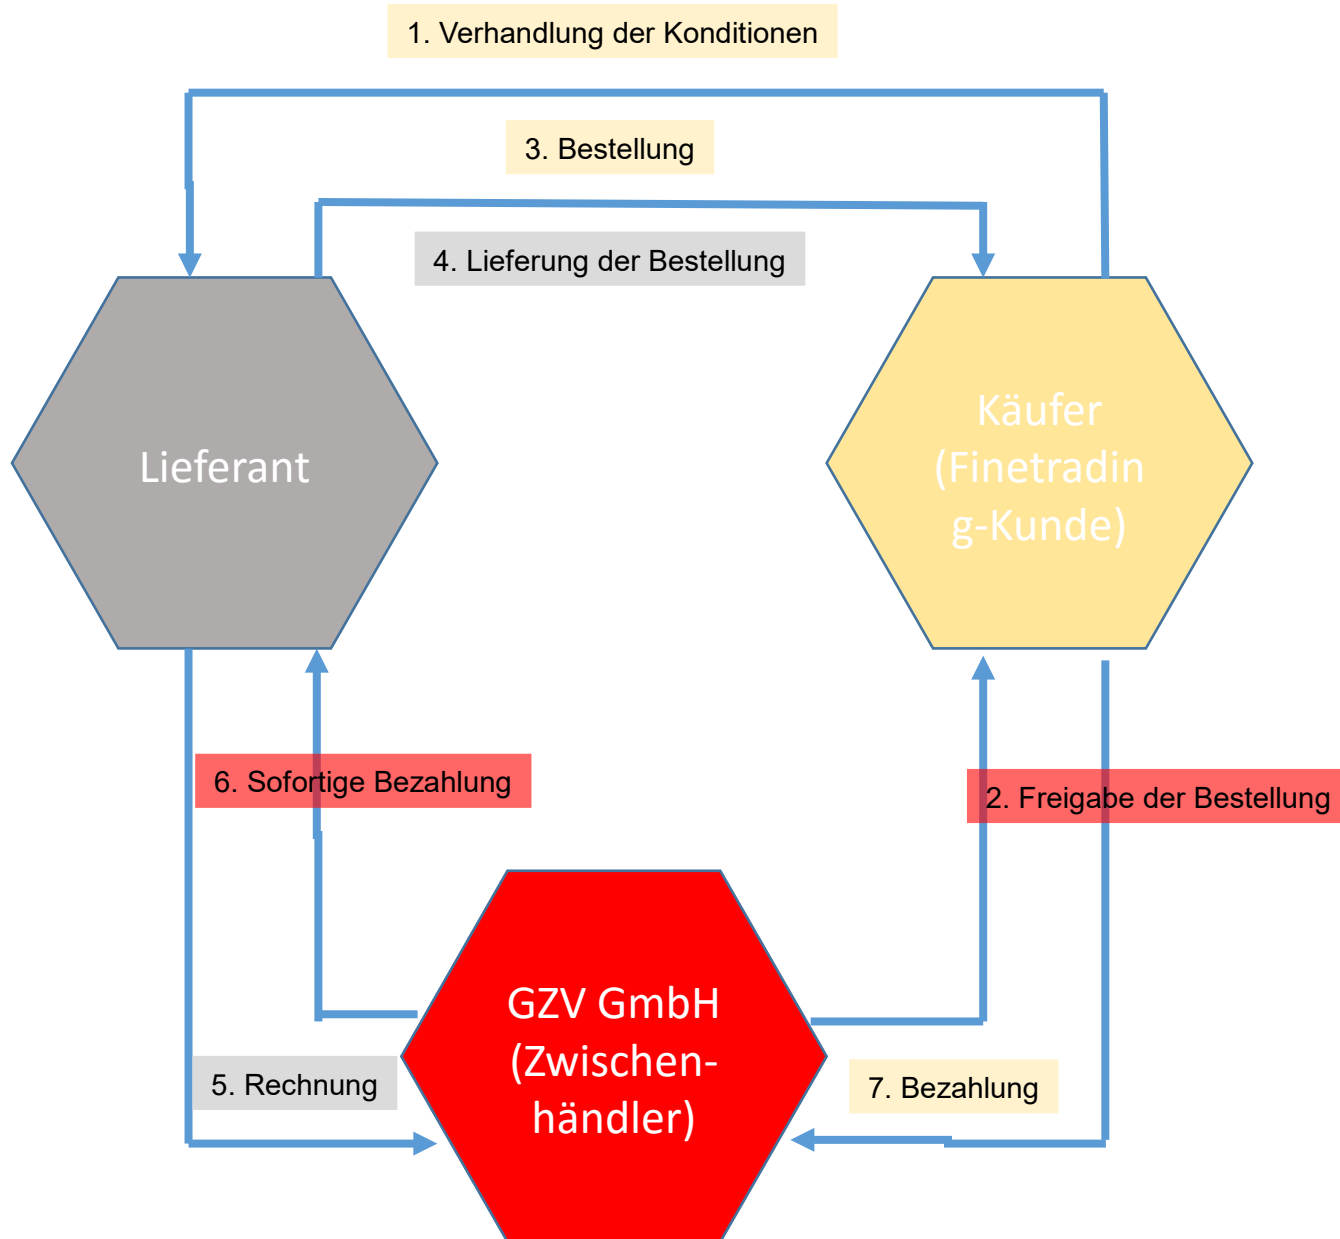 1. Verhandlung der Konditionen
3. Bestellung
4. Lieferung der Bestellung
Lieferant
Käufer
(Finetradin
g-Kunde)
6. Sofortige Bezahlung
2. Freigabe der Bestellung
GZV GmbH
(Zwischen-
händler)
5. Rechnung
7. Bezahlung